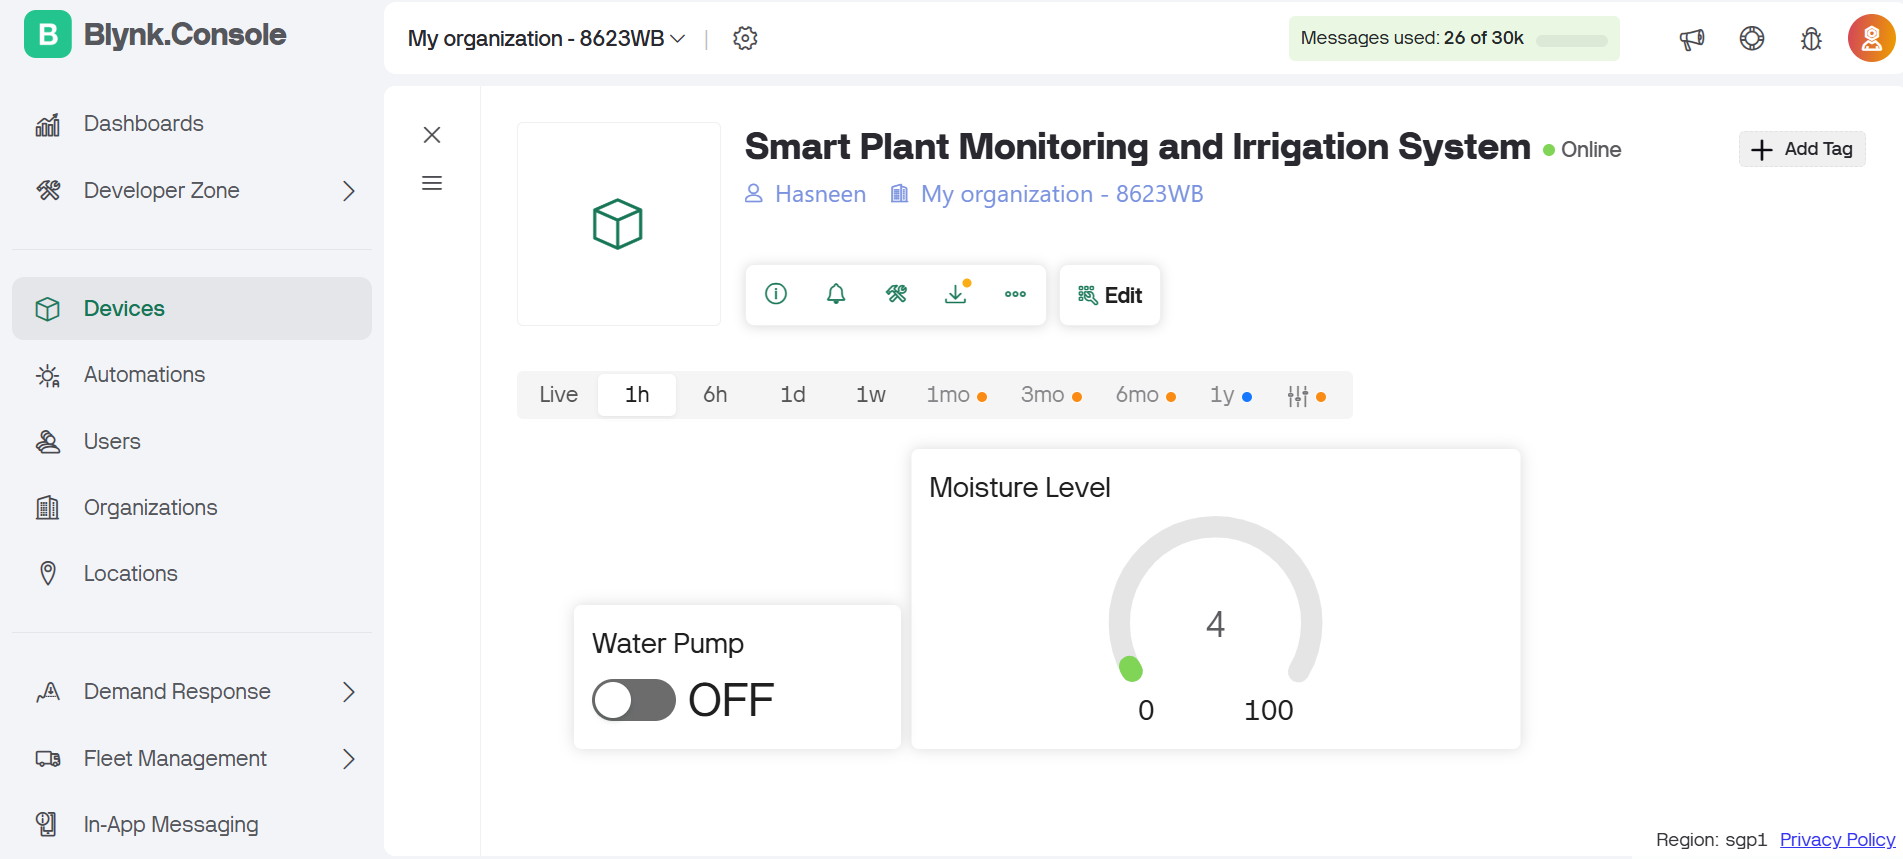 B Blynk.Console
Dashboards
Developer Zone
Devices
Automations
Users
Organizations
Locations
Demand Response
Fleet Management
In-App Messaging
My organization - 8623WB
Messages used: 26 of 30k
Smart Plant Monitoring and Irrigation System
Online
Add Tag
Hasneen My organization - 8623WB
Edit
Live 1h 6h 1d 1w 1mo 3mo 6mo 1y
Water Pump
OFF
Moisture Level
4
0 100
Region: sgp1 Privacy Policy